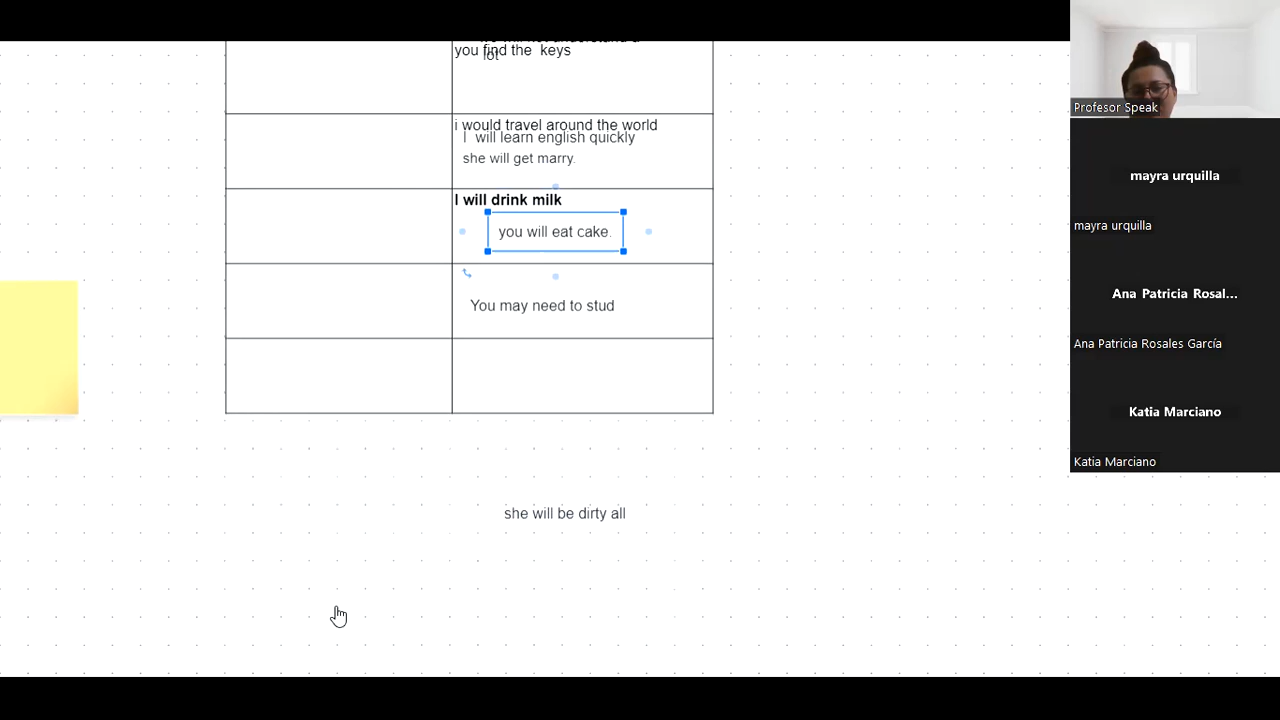 you find the  keys
lot
i would travel around the world
I  will learn english quickly
she will get marry.
I will drink milk
you will eat cake.
You may need to stud
she will be dirty all
Profesor Speak
mayra urquilla
mayra urquilla
Ana Patricia Rosal...
Ana Patricia Rosales García
Katia Marciano
Katia Marciano